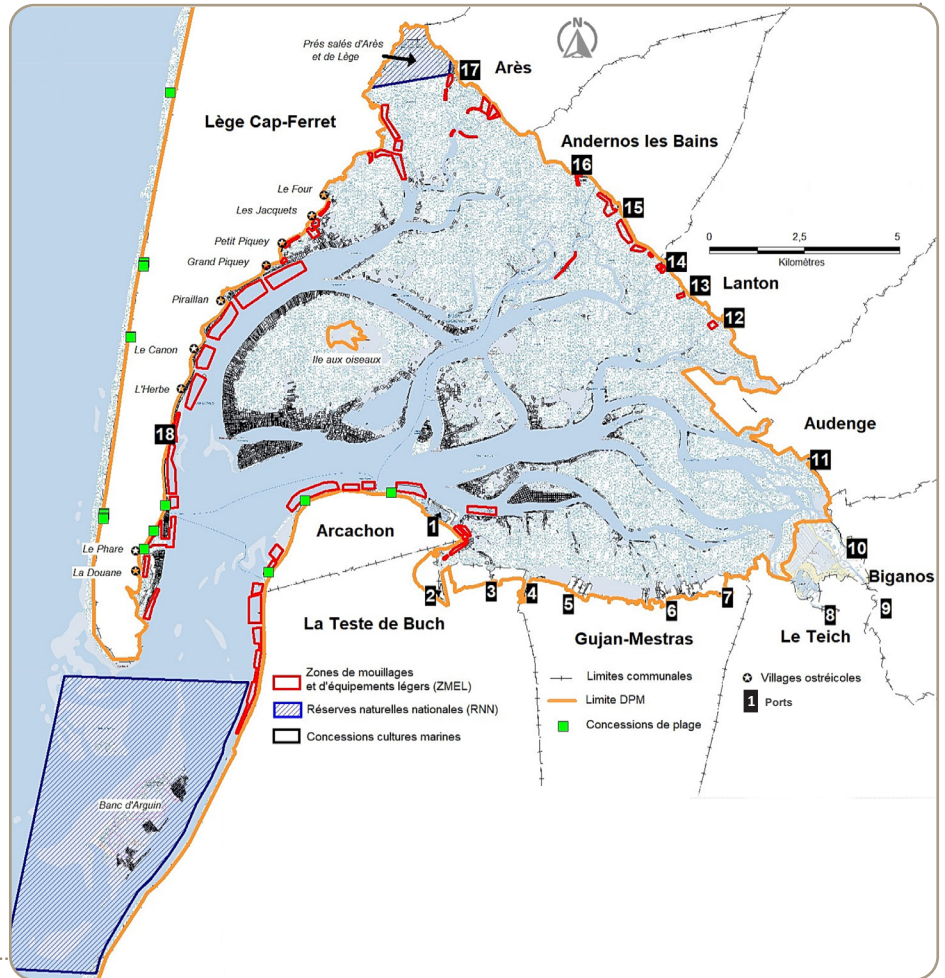 N
Prés salés d'Arès
et de Lège
17
Arès
Lège Cap-Ferret
Andernos les Bains
16
Le Four
Les Jacquets
15
Petit Piquey
0 2,5 5
Kilomètres
Grand Piquey
14
Lanton
13
Piraillan
12
Ile aux oiseaux
Le Canon
L'Herbe
18
Audenge
11
Arcachon
1
Le Phare
10
La Douane
Biganos
2
3
4
5
6
7
8
9
La Teste de Buch
Gujan-Mestras
Le Teich
Zones de mouillages
et d'équipements légers (ZMEL)
Réserves naturelles nationales (RNN)
Concessions cultures marines
Limites communales
Limite DPM
Concessions de plage
Villages ostréicoles
1 Ports
Banc d'Arguin